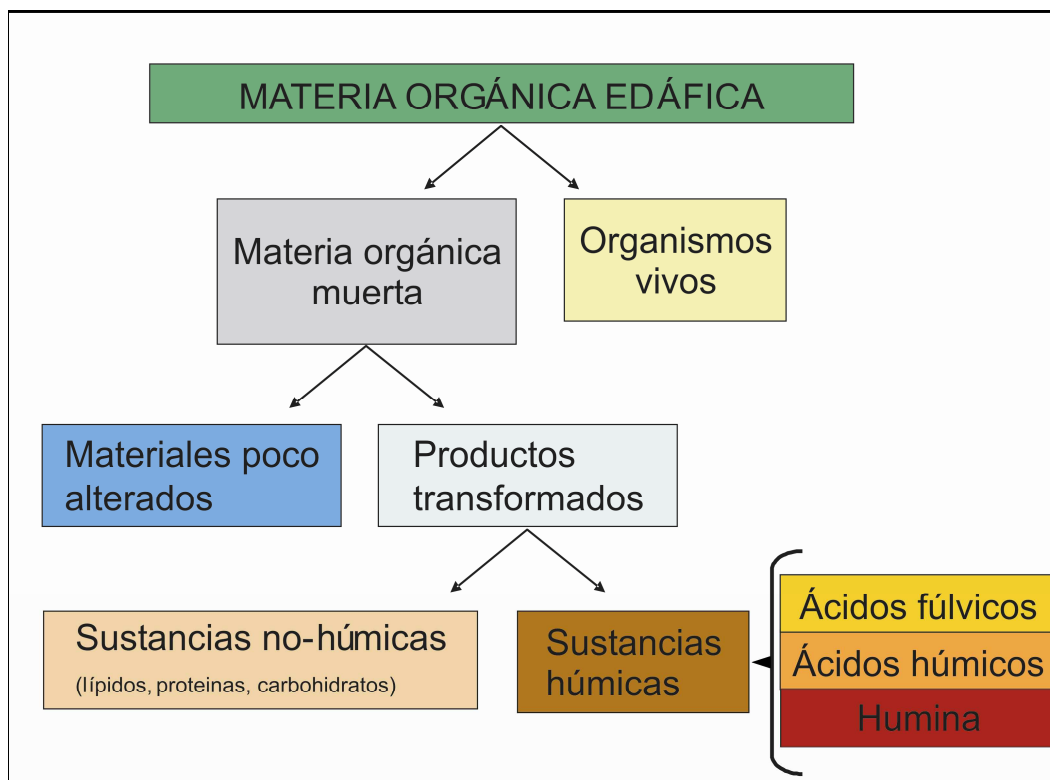 MATERIA ORGÁNICA EDÁFICA
Materia orgánica
muerta
Organismos
vivos
Materiales poco
alterados
Productos
transformados
Sustancias no-húmicas
(lípidos, proteinas, carbohidratos)
Sustancias
húmicas
Ácidos fúlvicos
Ácidos húmicos
Humina